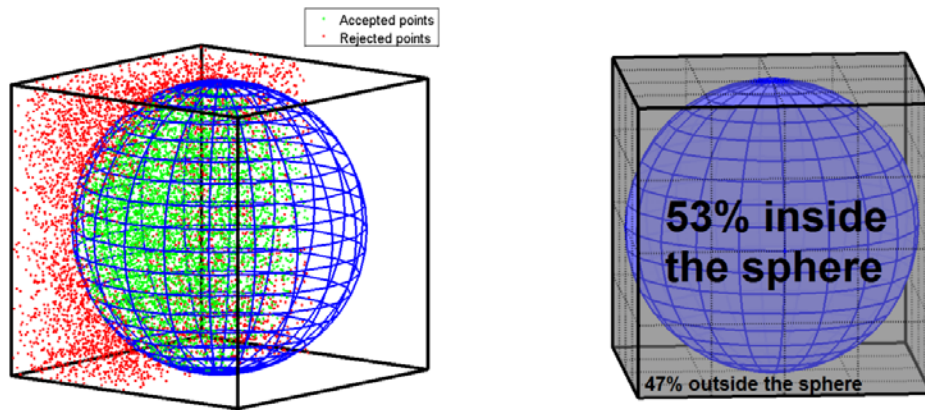 Accepted points
Rejected points
53% inside
the sphere
47% outside the sphere